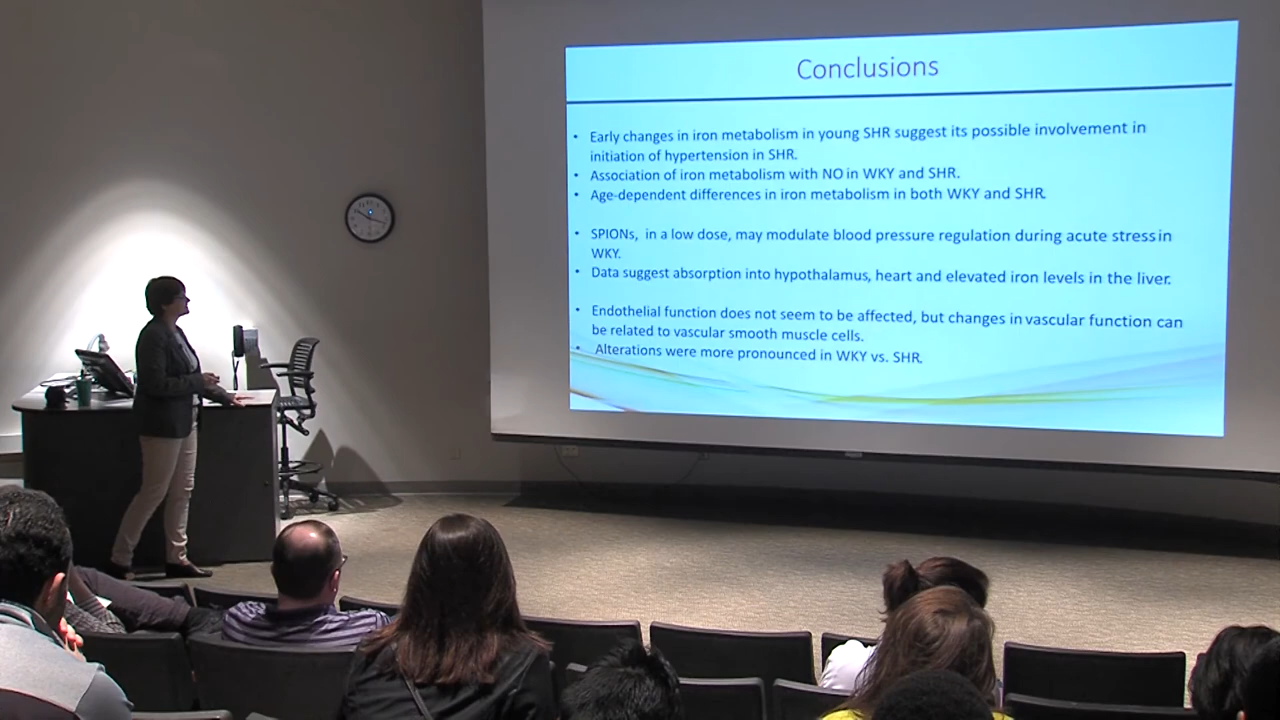 Conclusions
• Early changes in iron metabolism in young SHR suggest its possible involvement in
initiation of hypertension in SHR.
• Association of iron metabolism with NO in WKY and SHR.
• Age-dependent differences in iron metabolism in both WKY and SHR.
• SPIONs, in a low dose, may modulate blood pressure regulation during acute stress in
WKY.
• Data suggest absorption into hypothalamus, heart and elevated iron levels in the liver.
• Endothelial function does not seem to be affected, but changes in vascular function can
be related to vascular smooth muscle cells.
• Alterations were more pronounced in WKY vs. SHR.